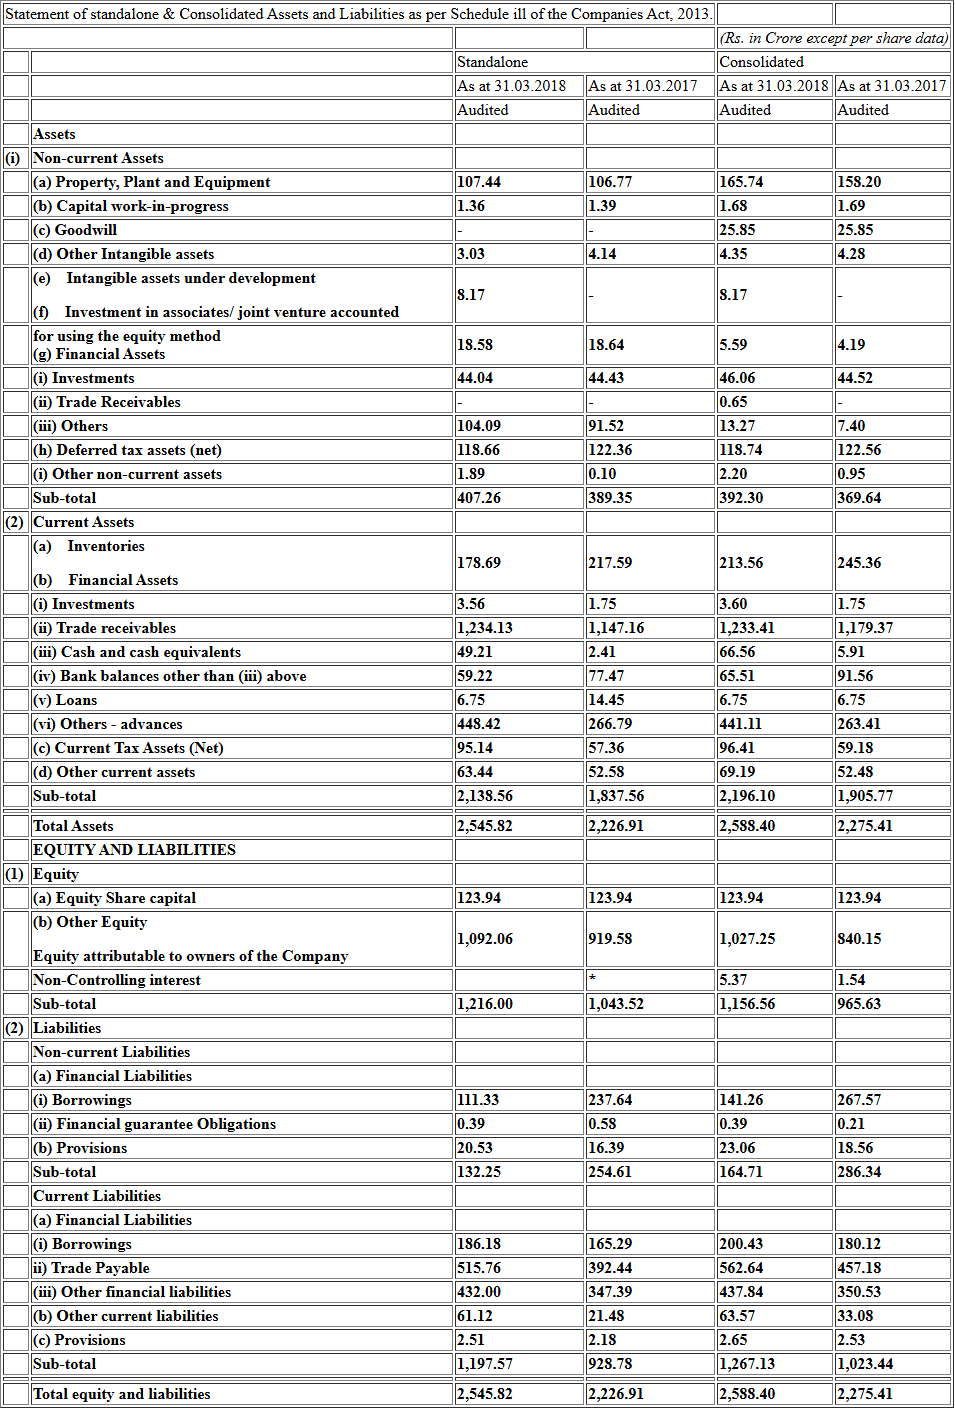 Statement of standalone & Consolidated Assets and Liabilities as per Schedule ill of the Companies Act, 2013.
(Rs. in Crore except per share data)
Standalone Consolidated
As at 31.03.2018 As at 31.03.2017 As at 31.03.2018 As at 31.03.2017
Audited Audited Audited Audited
Assets
(i) Non-current Assets
(a) Property, Plant and Equipment 107.44 106.77 165.74 158.20
(b) Capital work-in-progress 1.36 1.39 1.68 1.69
(c) Goodwill - - 25.85 25.85
(d) Other Intangible assets 3.03 4.14 4.35 4.28
(e) Intangible assets under development
8.17 - 8.17 -
(f) Investment in associates/ joint venture accounted
for using the equity method
18.58 18.64 5.59 4.19
(g) Financial Assets
(i) Investments 44.04 44.43 46.06 44.52
(ii) Trade Receivables - - 0.65 -
(iii) Others 104.09 91.52 13.27 7.40
(h) Deferred tax assets (net) 118.66 122.36 118.74 122.56
(i) Other non-current assets 1.89 0.10 2.20 0.95
Sub-total 407.26 389.35 392.30 369.64
(2) Current Assets
(a) Inventories
178.69 217.59 213.56 245.36
(b) Financial Assets
(i) Investments 3.56 1.75 3.60 1.75
(ii) Trade receivables 1,234.13 1,147.16 1,233.41 1,179.37
(iii) Cash and cash equivalents 49.21 2.41 66.56 5.91
(iv) Bank balances other than (iii) above 59.22 77.47 65.51 91.56
(v) Loans 6.75 14.45 6.75 6.75
(vi) Others - advances 448.42 266.79 441.11 263.41
(c) Current Tax Assets (Net) 95.14 57.36 96.41 59.18
(d) Other current assets 63.44 52.58 69.19 52.48
Sub-total 2,138.56 1,837.56 2,196.10 1,905.77
Total Assets 2,545.82 2,226.91 2,588.40 2,275.41
EQUITY AND LIABILITIES
(1) Equity
(a) Equity Share capital 123.94 123.94 123.94 123.94
(b) Other Equity
1,092.06 919.58 1,027.25 840.15
Equity attributable to owners of the Company
Non-Controlling interest * 5.37 1.54
Sub-total 1,216.00 1,043.52 1,156.56 965.63
(2) Liabilities
Non-current Liabilities
(a) Financial Liabilities
(i) Borrowings 111.33 237.64 141.26 267.57
(ii) Financial guarantee Obligations 0.39 0.58 0.39 0.21
(b) Provisions 20.53 16.39 23.06 18.56
Sub-total 132.25 254.61 164.71 286.34
Current Liabilities
(a) Financial Liabilities
(i) Borrowings 186.18 165.29 200.43 180.12
ii) Trade Payable 515.76 392.44 562.64 457.18
(iii) Other financial liabilities 432.00 347.39 437.84 350.53
(b) Other current liabilities 61.12 21.48 63.57 33.08
(c) Provisions 2.51 2.18 2.65 2.53
Sub-total 1,197.57 928.78 1,267.13 1,023.44
Total equity and liabilities 2,545.82 2,226.91 2,588.40 2,275.41